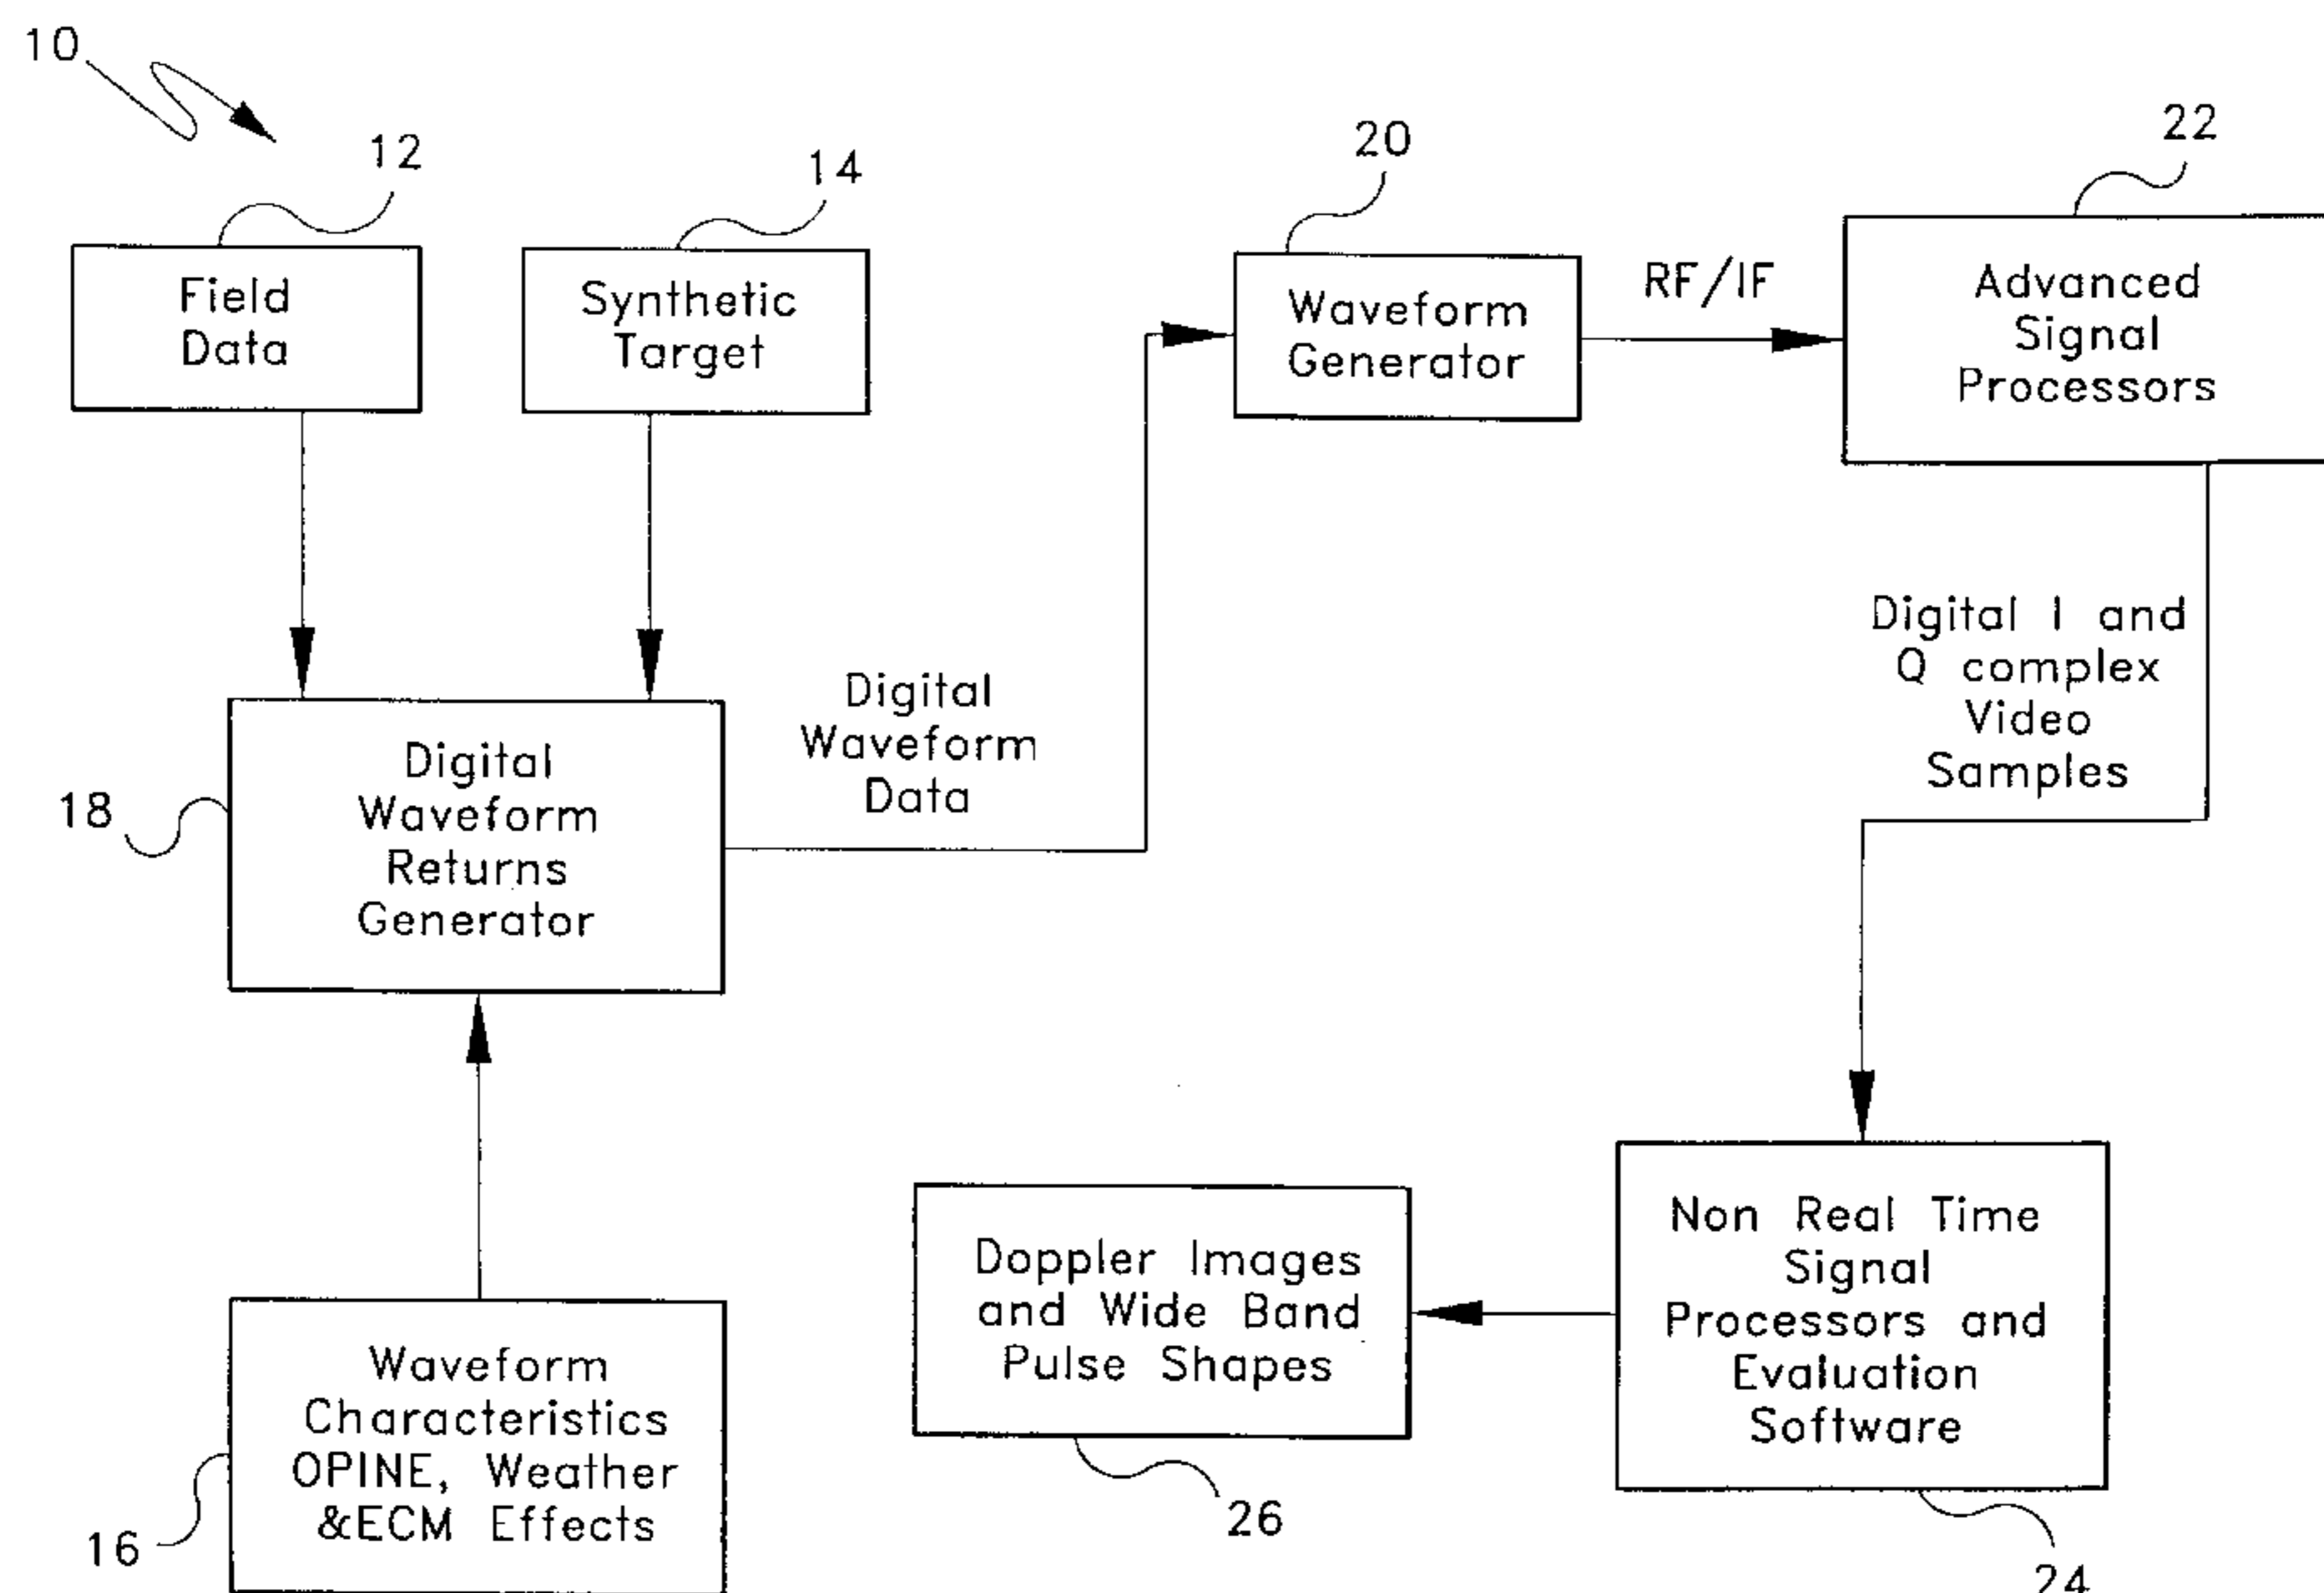 10
12
14
20
22
Field
Data
Synthetic
Target
Waveform
Generator
RF/IF
Advanced
Signal
Processors
Digital I and
Q complex
Video
Samples
Digital
Waveform
Data
18
Digital
Waveform
Returns
Generator
Non Real Time
Signal
Processors and
Evaluation
Software
Doppler Images
and Wide Band
Pulse Shapes
Waveform
Characteristics
OPINE, Weather
&ECM Effects
16
26
24